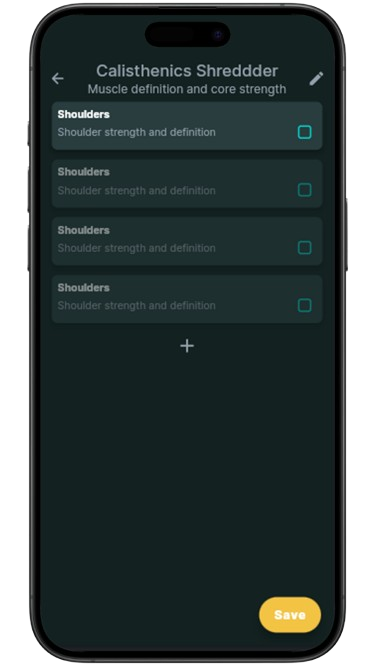 Calisthenics Shreddder
Muscle definition and core strength
Shoulders
Shoulder strength and definition
Shoulders
Shoulder strength and definition
Shoulders
Shoulder strength and definition
Shoulders
Shoulder strength and definition
Save